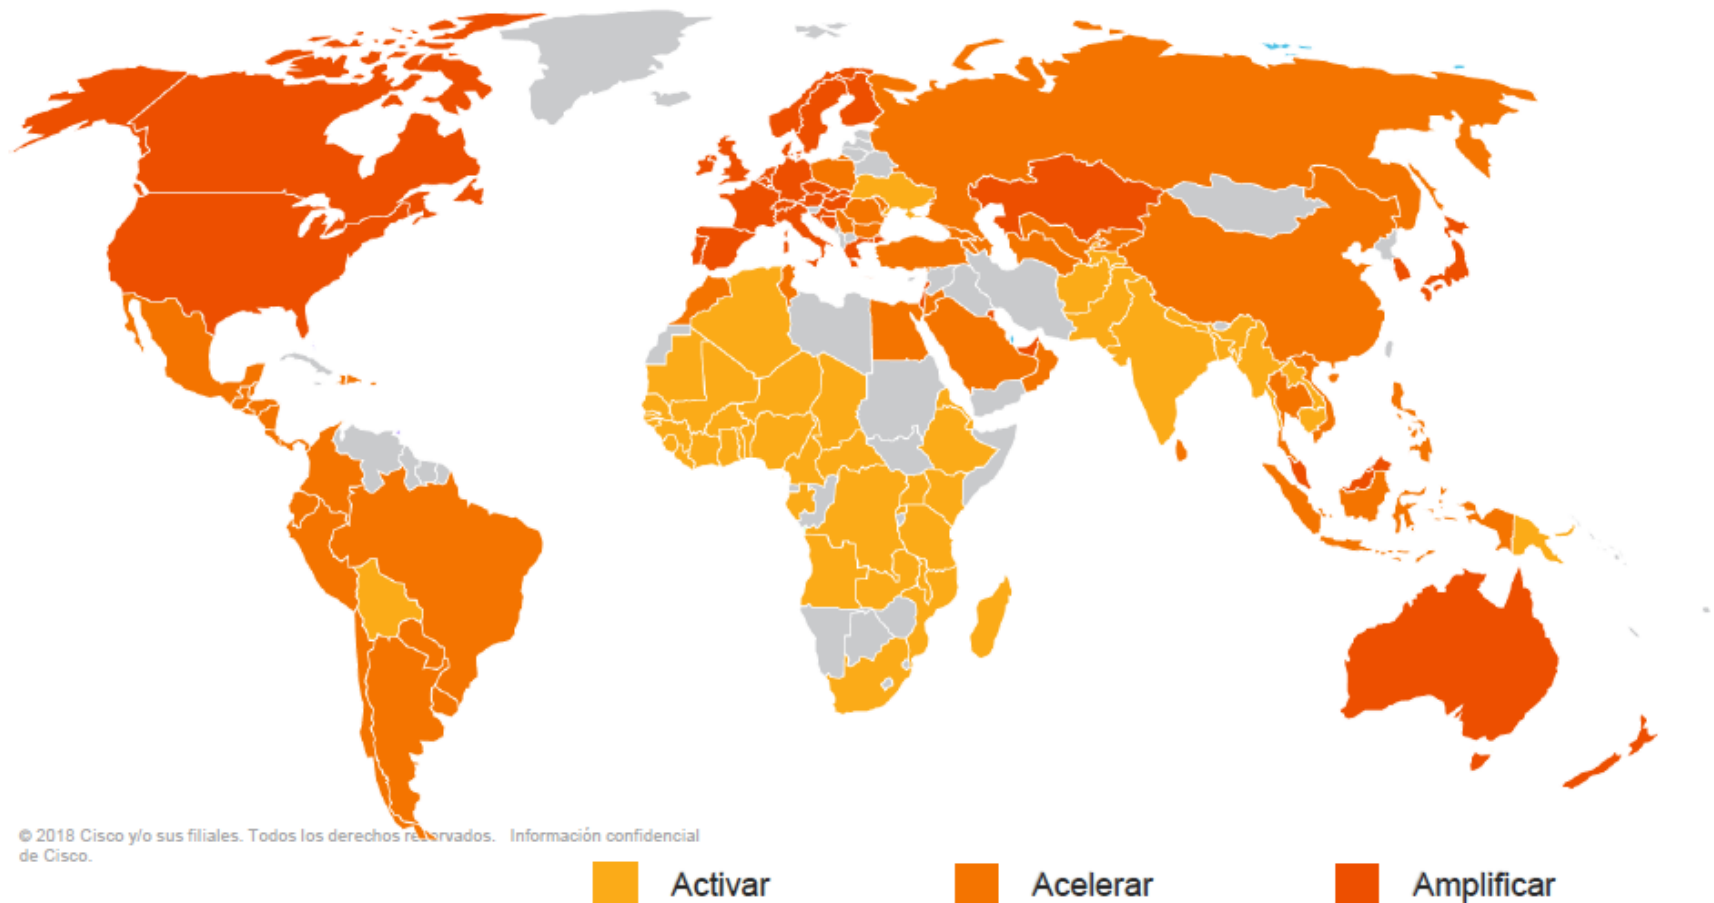 © 2018 Cisco y/o sus filiales. Todos los derechos reservados. Información confidencial
de Cisco.
Activar
Acelerar
Amplificar